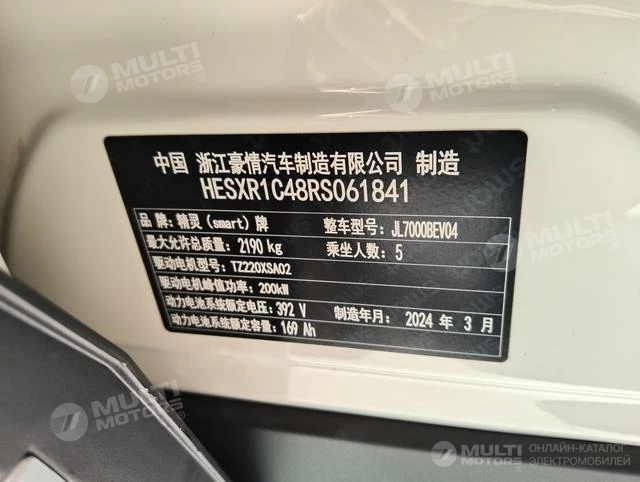 MULTI MOTORS
MULTI MOTORS
中国 浙江豪情汽车制造有限公司 制造
HESXR1C48RS061841
品牌: 精灵(smart)牌 整车型号: JL7000BEV04
最大允许总质量: 2190 kg 乘坐人数: 5
驱动电机型号: TZ220XSA02
驱动电机峰值功率: 200kW
动力电池系统额定电压: 392 V 制造年月: 2024 年 3 月
动力电池系统额定容量: 169 Ah
MULTI MOTORS
MULTI MOTORS
ОНЛАЙН-КАТАЛОГ
ЭЛЕКТРОМОБИЛЕЙ